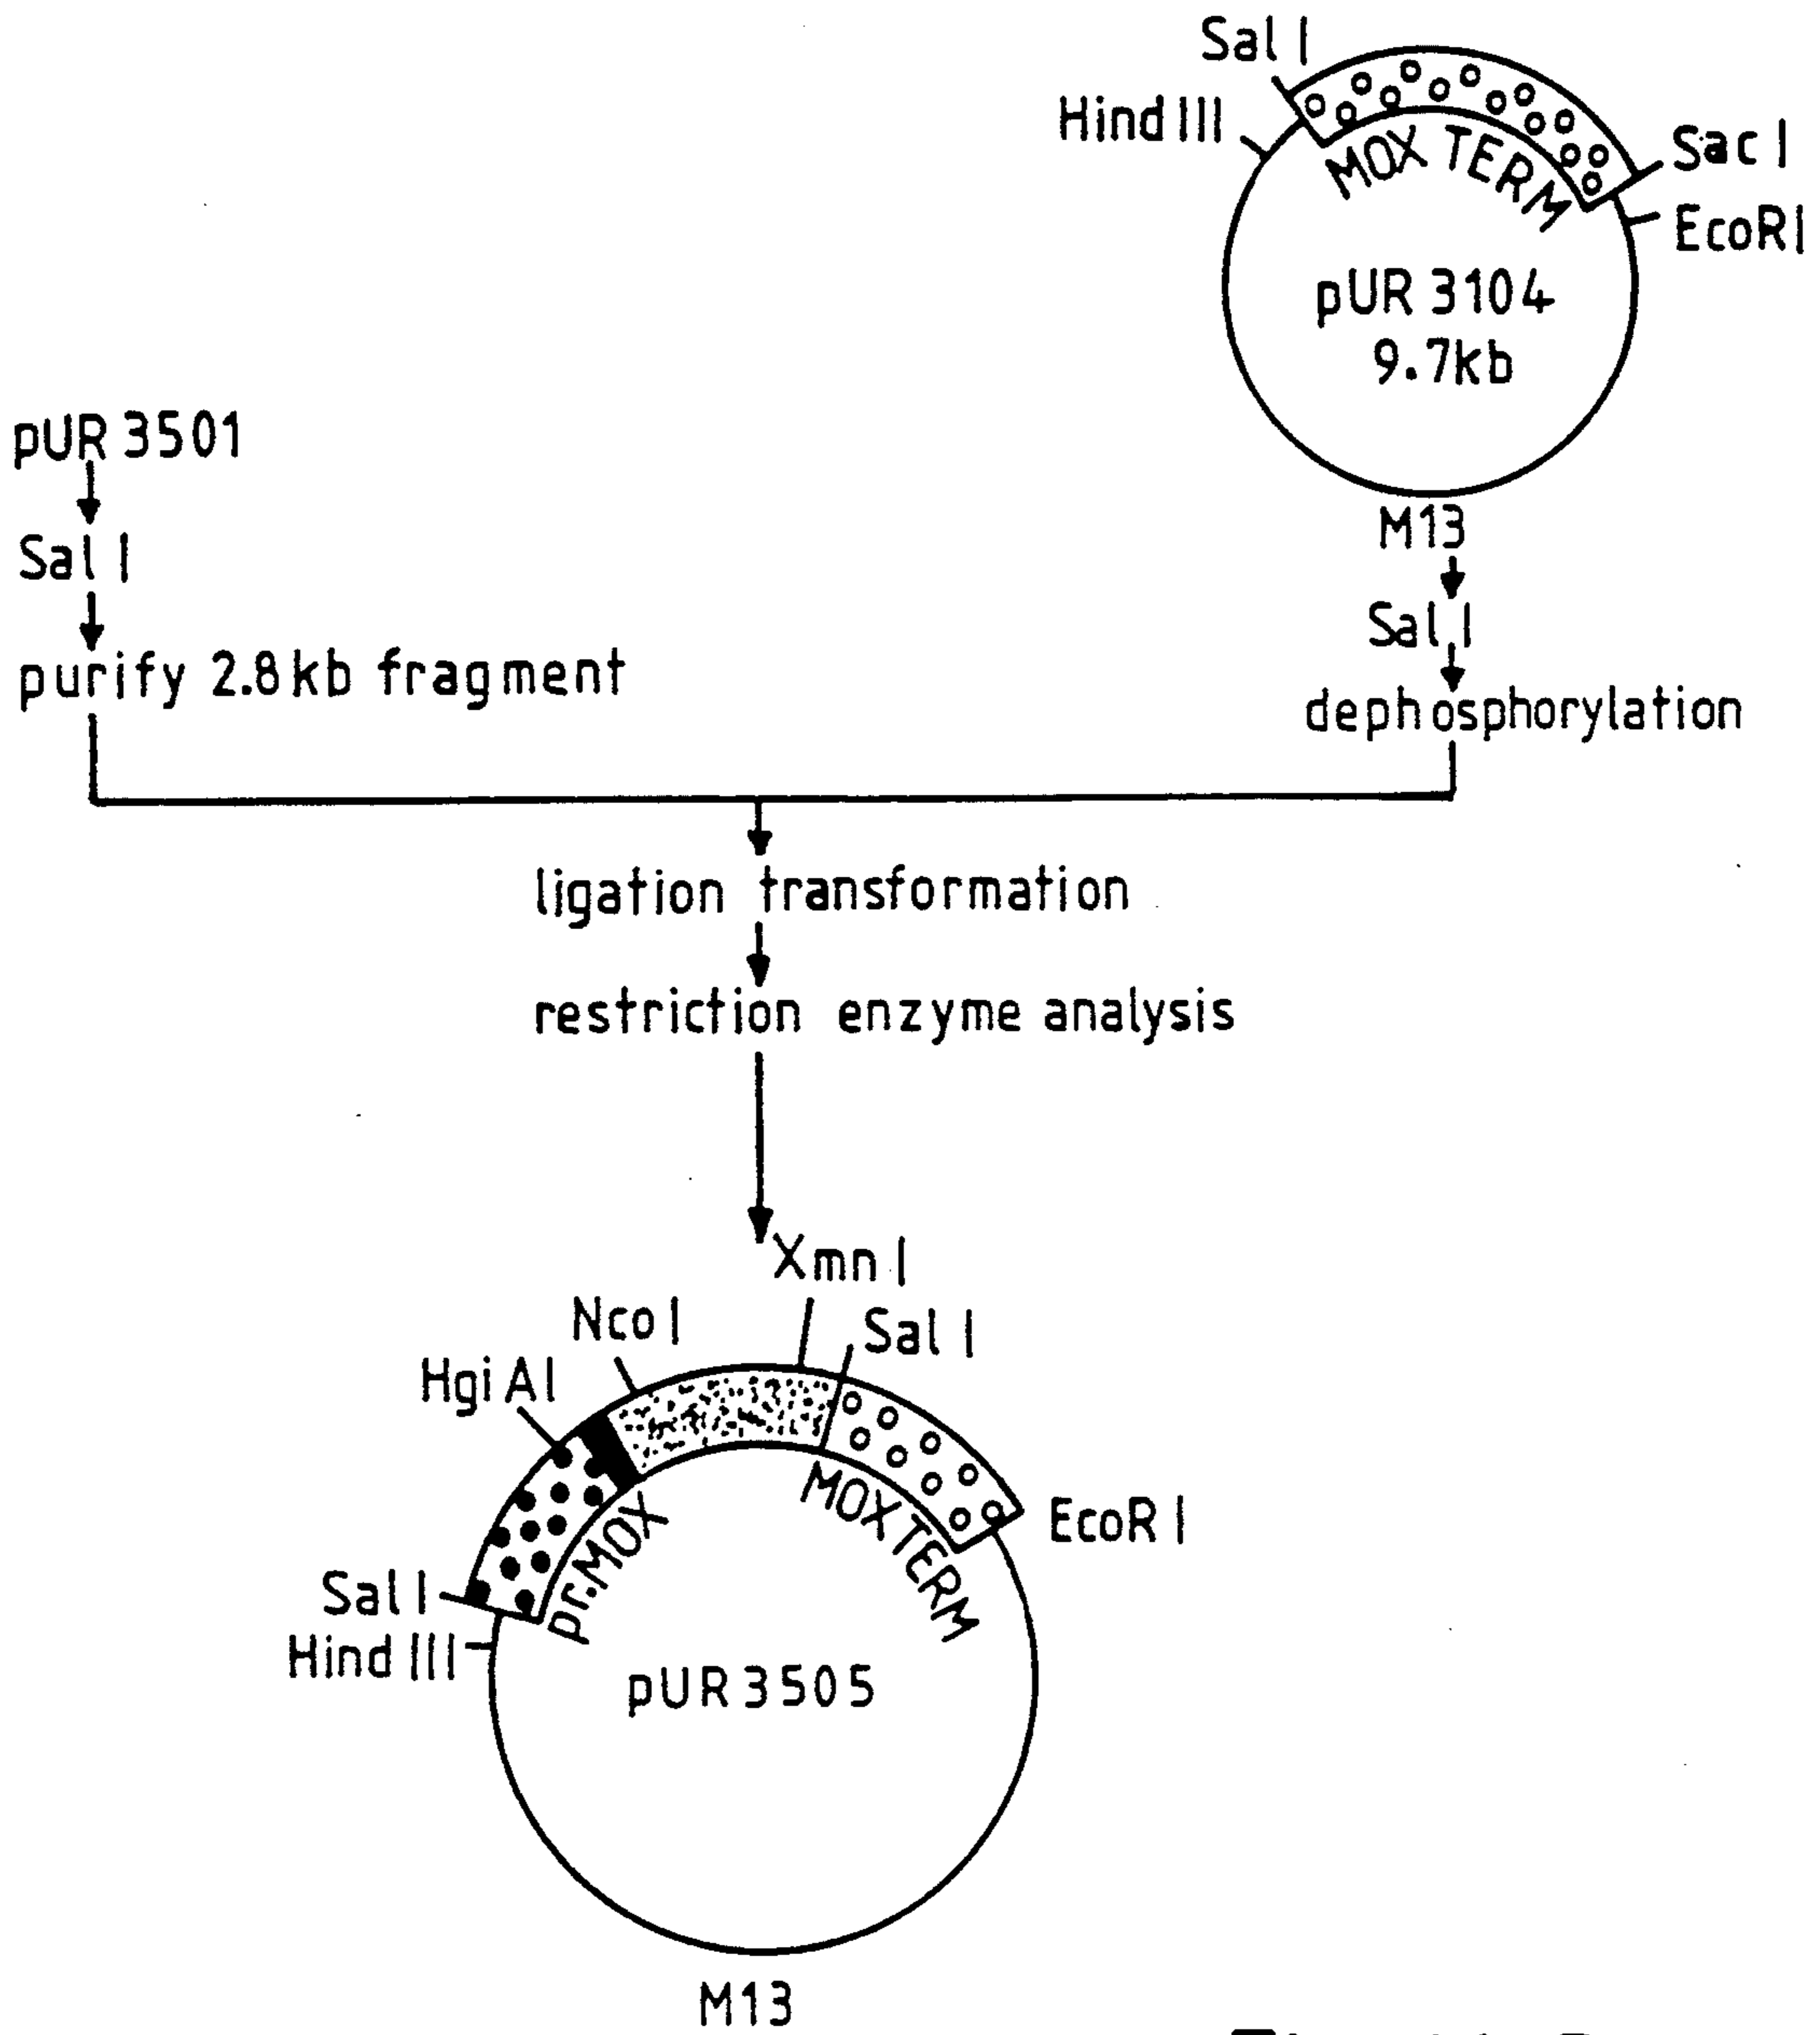 Sal I
Hind III
Sac I
EcoRI
MOX TERM
pUR 3104
9.7kb
M13
Sal I
dephosphorylation
pUR 3501
Sal I
purify 2.8kb fragment
ligation transformation
restriction enzyme analysis
Xmn I
Nco I
Sal I
Hgi AI
EcoR I
Sal I
Hind III
pr.MOX
MOX TERM
pUR 3505
M13